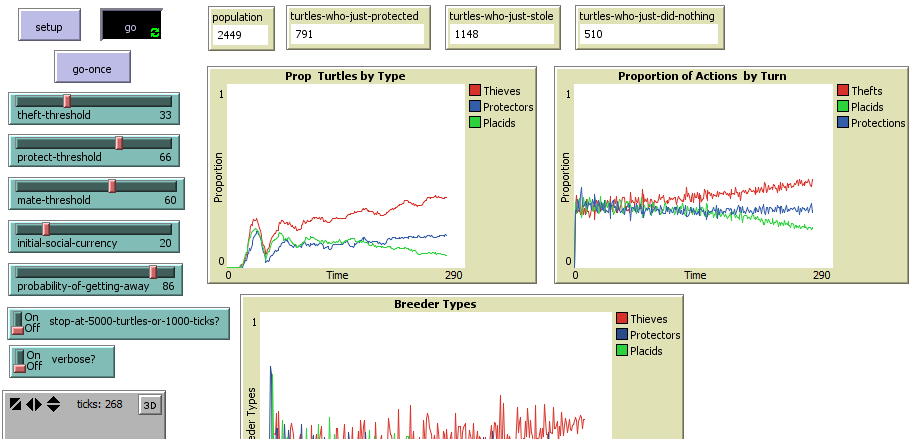 setup
go
go-once
theft-threshold 33
protect-threshold 66
mate-threshold 60
initial-social-currency 20
probability-of-getting-away 86
On
Off
stop-at-5000-turtles-or-1000-ticks?
On
Off
verbose?
ticks: 268
3D
population
2449
turtles-who-just-protected
791
turtles-who-just-stole
1148
turtles-who-just-did-nothing
510
Prop Turtles by Type
1
Proportion
0
0
Time
290
Thieves
Protectors
Placids
Proportion of Actions by Turn
1
Proportion
0
0
Time
290
Thefts
Placids
Protections
Breeder Types
1
eder Types
Thieves
Protectors
Placids